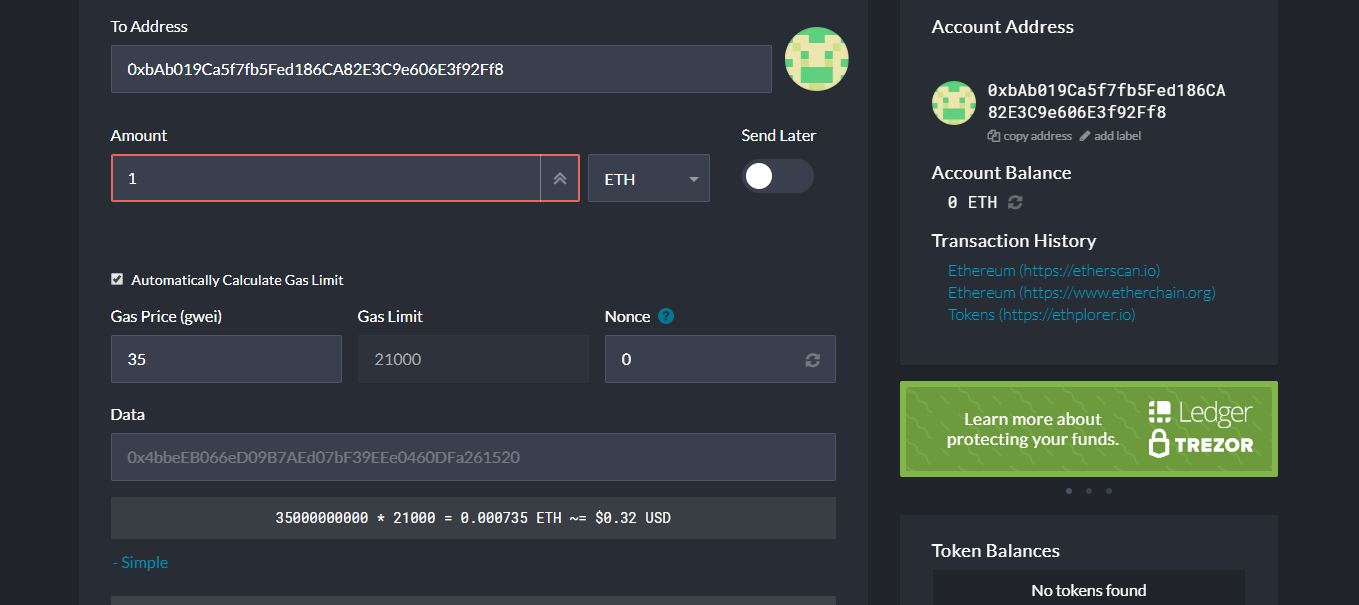 To Address
0xbAb019Ca5f7fb5Fed186CA82E3C9e606E3f92Ff8
Amount
Send Later
1
ETH
Automatically Calculate Gas Limit
Gas Price (gwei)
Gas Limit
Nonce ?
35
21000
0
Data
0x4bbeEB066eD09B7AEd07bF39EEe0460DFa261520
35000000000 * 21000 = 0.000735 ETH ~= $0.32 USD
- Simple
Account Address
0xbAb019Ca5f7fb5Fed186CA
82E3C9e606E3f92Ff8
copy address add label
Account Balance
0 ETH
Transaction History
Ethereum (https://etherscan.io)
Ethereum (https://www.etherchain.org)
Tokens (https://ethplorer.io)
Learn more about
protecting your funds.
Ledger
TREZOR
Token Balances
No tokens found